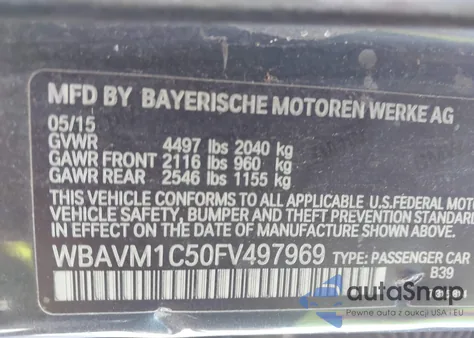 MFD BY BAYERISCHE MOTOREN WERKE AG
05/15
GVWR 4497 lbs 2040 kg
GAWR FRONT 2116 lbs 960 kg
GAWR REAR 2546 lbs 1155 kg
THIS VEHICLE CONFORMS TO ALL APPLICABLE U.S.FEDERAL MOTO
VEHICLE SAFETY, BUMPER AND THEFT PREVENTION STANDARDS
IN EFFECT ON THE DATE OF MANUFACTURE SHOWN ABOVE.
WBAVM1C50FV497969 TYPE: PASSENGER CAR
B39
autoSnap
Pewne auta z aukcji USA i EU